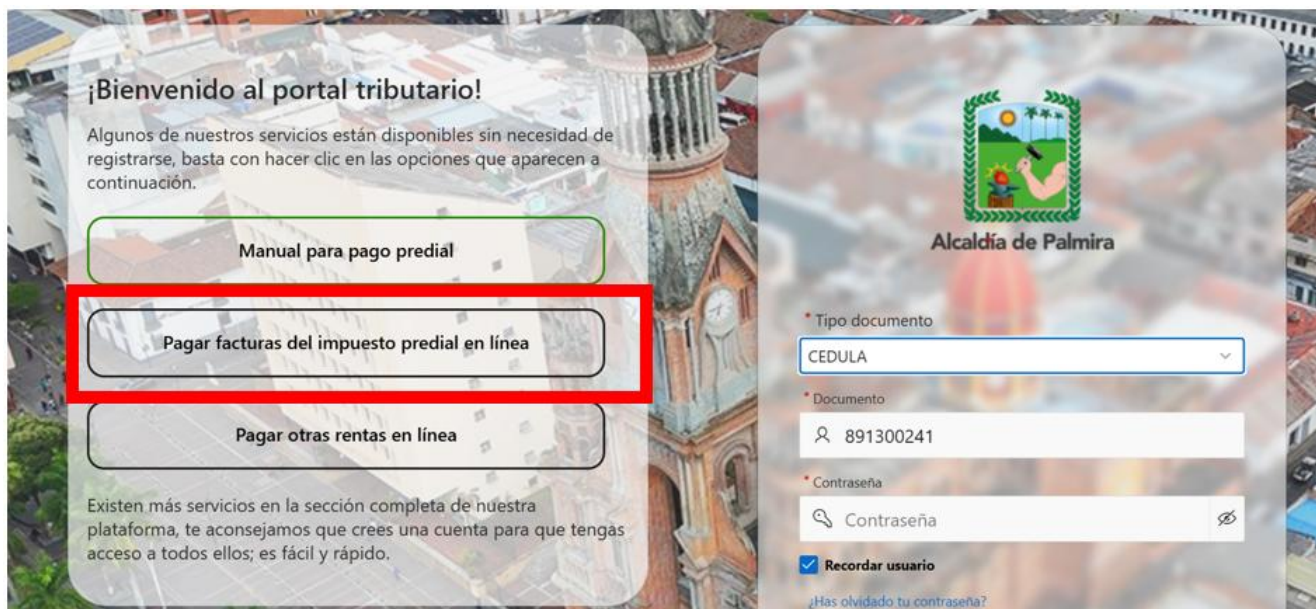 ¡Bienvenido al portal tributario!
Algunos de nuestros servicios están disponibles sin necesidad de
registrarse, basta con hacer clic en las opciones que aparecen a
continuación.
Manual para pago predial
Pagar facturas del impuesto predial en línea
Pagar otras rentas en línea
Existen más servicios en la sección completa de nuestra
plataforma, te aconsejamos que crees una cuenta para que tengas
acceso a todos ellos; es fácil y rápido.
Alcaldía de Palmira
* Tipo documento
CEDULA
* Documento
891300241
* Contraseña
Contraseña
Recordar usuario
¿Has olvidado tu contraseña?